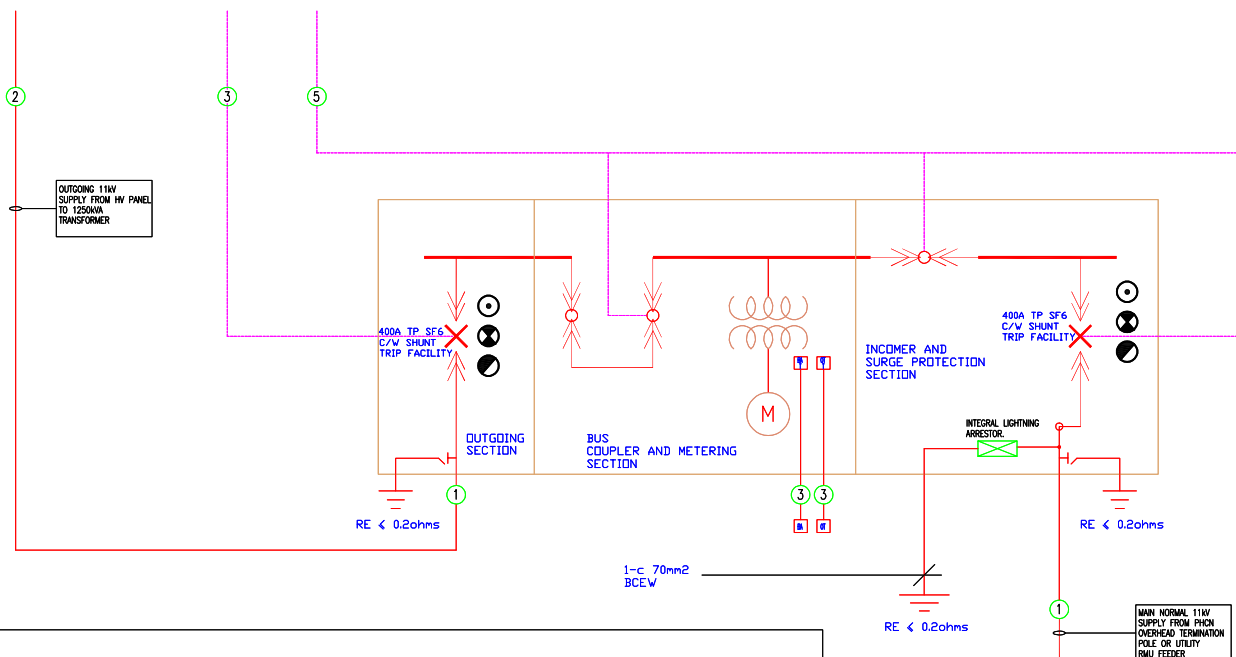 2
3
5
OUTGOING 11kV
SUPPLY FROM HV PANEL
TO 1250kVA
TRANSFORMER
400A TP SF6
C/W SHUNT
TRIP FACILITY
400A TP SF6
C/W SHUNT
TRIP FACILITY
INCOMER AND
SURGE PROTECTION
SECTION
M
INTEGRAL LIGHTNING
ARRESTOR.
OUTGOING
SECTION
BUS
COUPLER AND METERING
SECTION
1
3
3
RE ≤ 0.2ohms
RE ≤ 0.2ohms
1-c 70mm2
BCEW
RE ≤ 0.2ohms
1
MAIN NORMAL 11kV
SUPPLY FROM PHCN
OVERHEAD TERMINATION
POLE OR UTILITY
RMU FEEDER